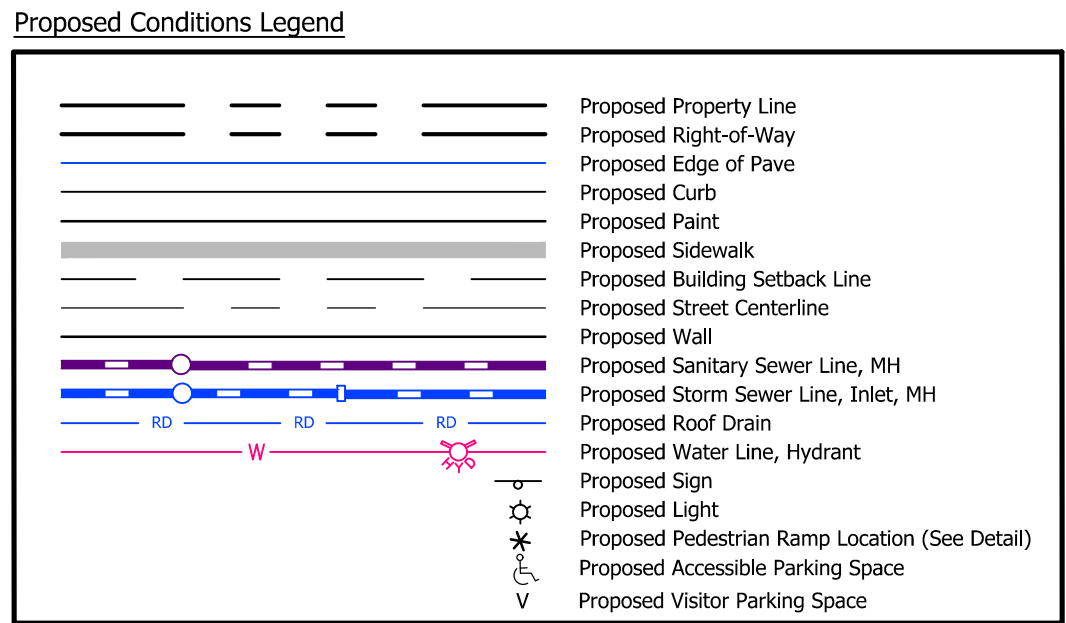 Proposed Conditions Legend
Proposed Property Line
Proposed Right-of-Way
Proposed Edge of Pave
Proposed Curb
Proposed Paint
Proposed Sidewalk
Proposed Building Setback Line
Proposed Street Centerline
Proposed Wall
Proposed Sanitary Sewer Line, MH
Proposed Storm Sewer Line, Inlet, MH
RD RD RD Proposed Roof Drain
W HYD Proposed Water Line, Hydrant
Proposed Sign
Proposed Light
Proposed Pedestrian Ramp Location (See Detail)
Proposed Accessible Parking Space
V Proposed Visitor Parking Space